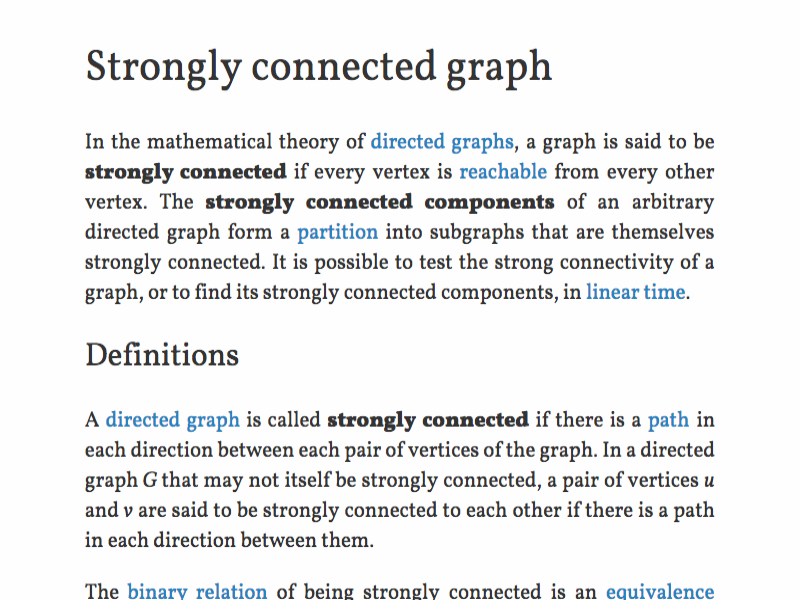 Strongly connected graph
In the mathematical theory of directed graphs, a graph is said to be
strongly connected if every vertex is reachable from every other
vertex. The strongly connected components of an arbitrary
directed graph form a partition into subgraphs that are themselves
strongly connected. It is possible to test the strong connectivity of a
graph, or to find its strongly connected components, in linear time.
Definitions
A directed graph is called strongly connected if there is a path in
each direction between each pair of vertices of the graph. In a directed
graph G that may not itself be strongly connected, a pair of vertices u
and v are said to be strongly connected to each other if there is a path
in each direction between them.
The binary relation of being strongly connected is an equivalence